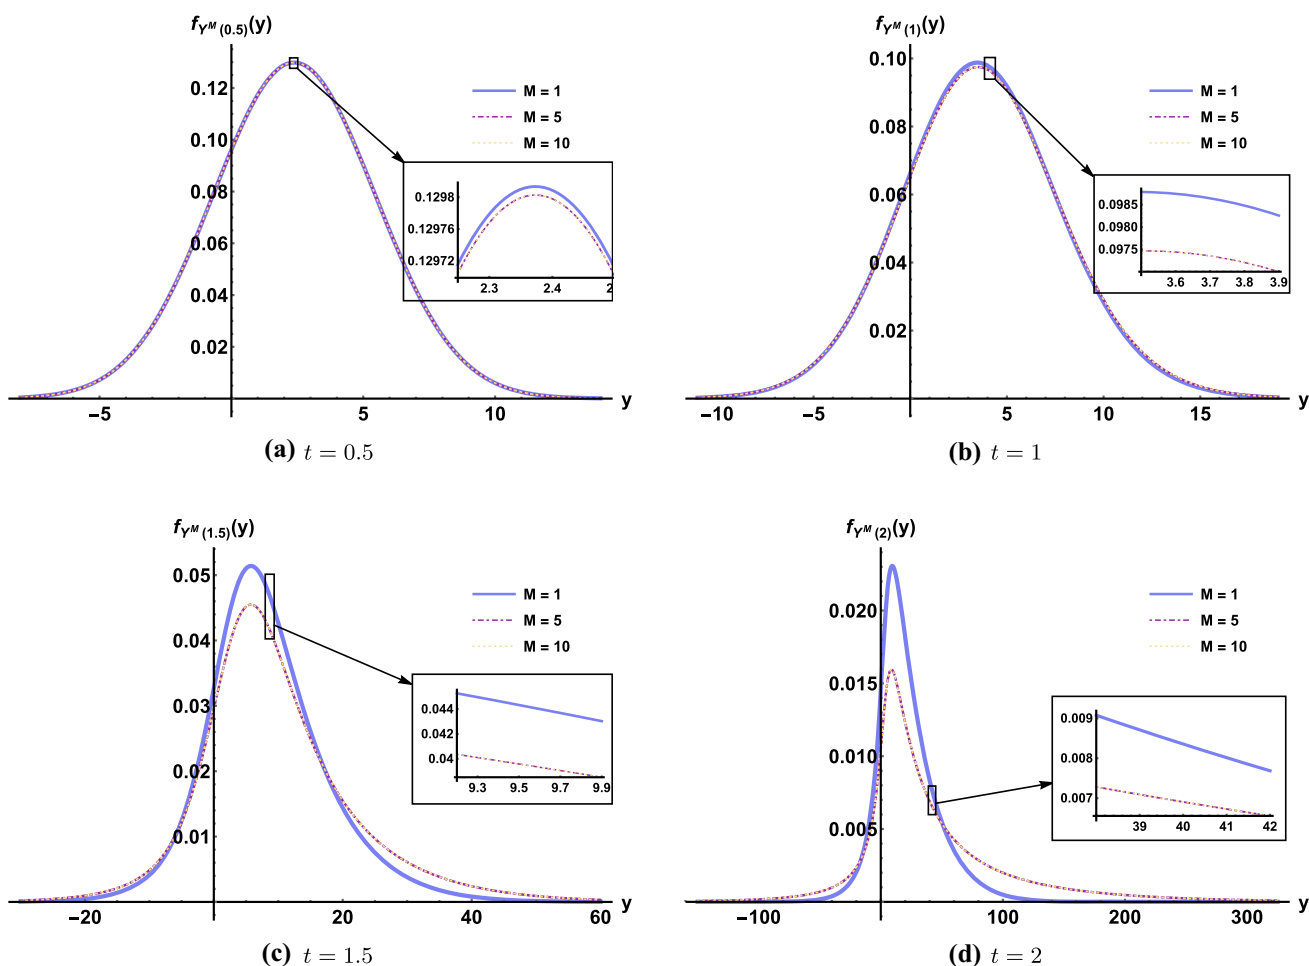 f_{Y^M (0.5)}(y)
0.12
0.10
0.08
0.06
0.04
0.02
−5
5
10
y
M = 1
M = 5
M = 10
0.1298
0.12976
0.12972
2.3
2.4
2
(a) t = 0.5
f_{Y^M (1)}(y)
0.10
0.08
0.06
0.04
0.02
−10
−5
5
10
15
y
M = 1
M = 5
M = 10
0.0985
0.0980
0.0975
3.6
3.7
3.8
3.9
(b) t = 1
f_{Y^M (1.5)}(y)
0.05
0.04
0.03
0.02
0.01
−20
20
40
60
y
M = 1
M = 5
M = 10
0.044
0.042
0.04
9.3
9.5
9.7
9.9
(c) t = 1.5
f_{Y^M (2)}(y)
0.020
0.015
0.010
0.005
−100
100
200
300
y
M = 1
M = 5
M = 10
0.009
0.008
0.007
39
40
41
42
(d) t = 2